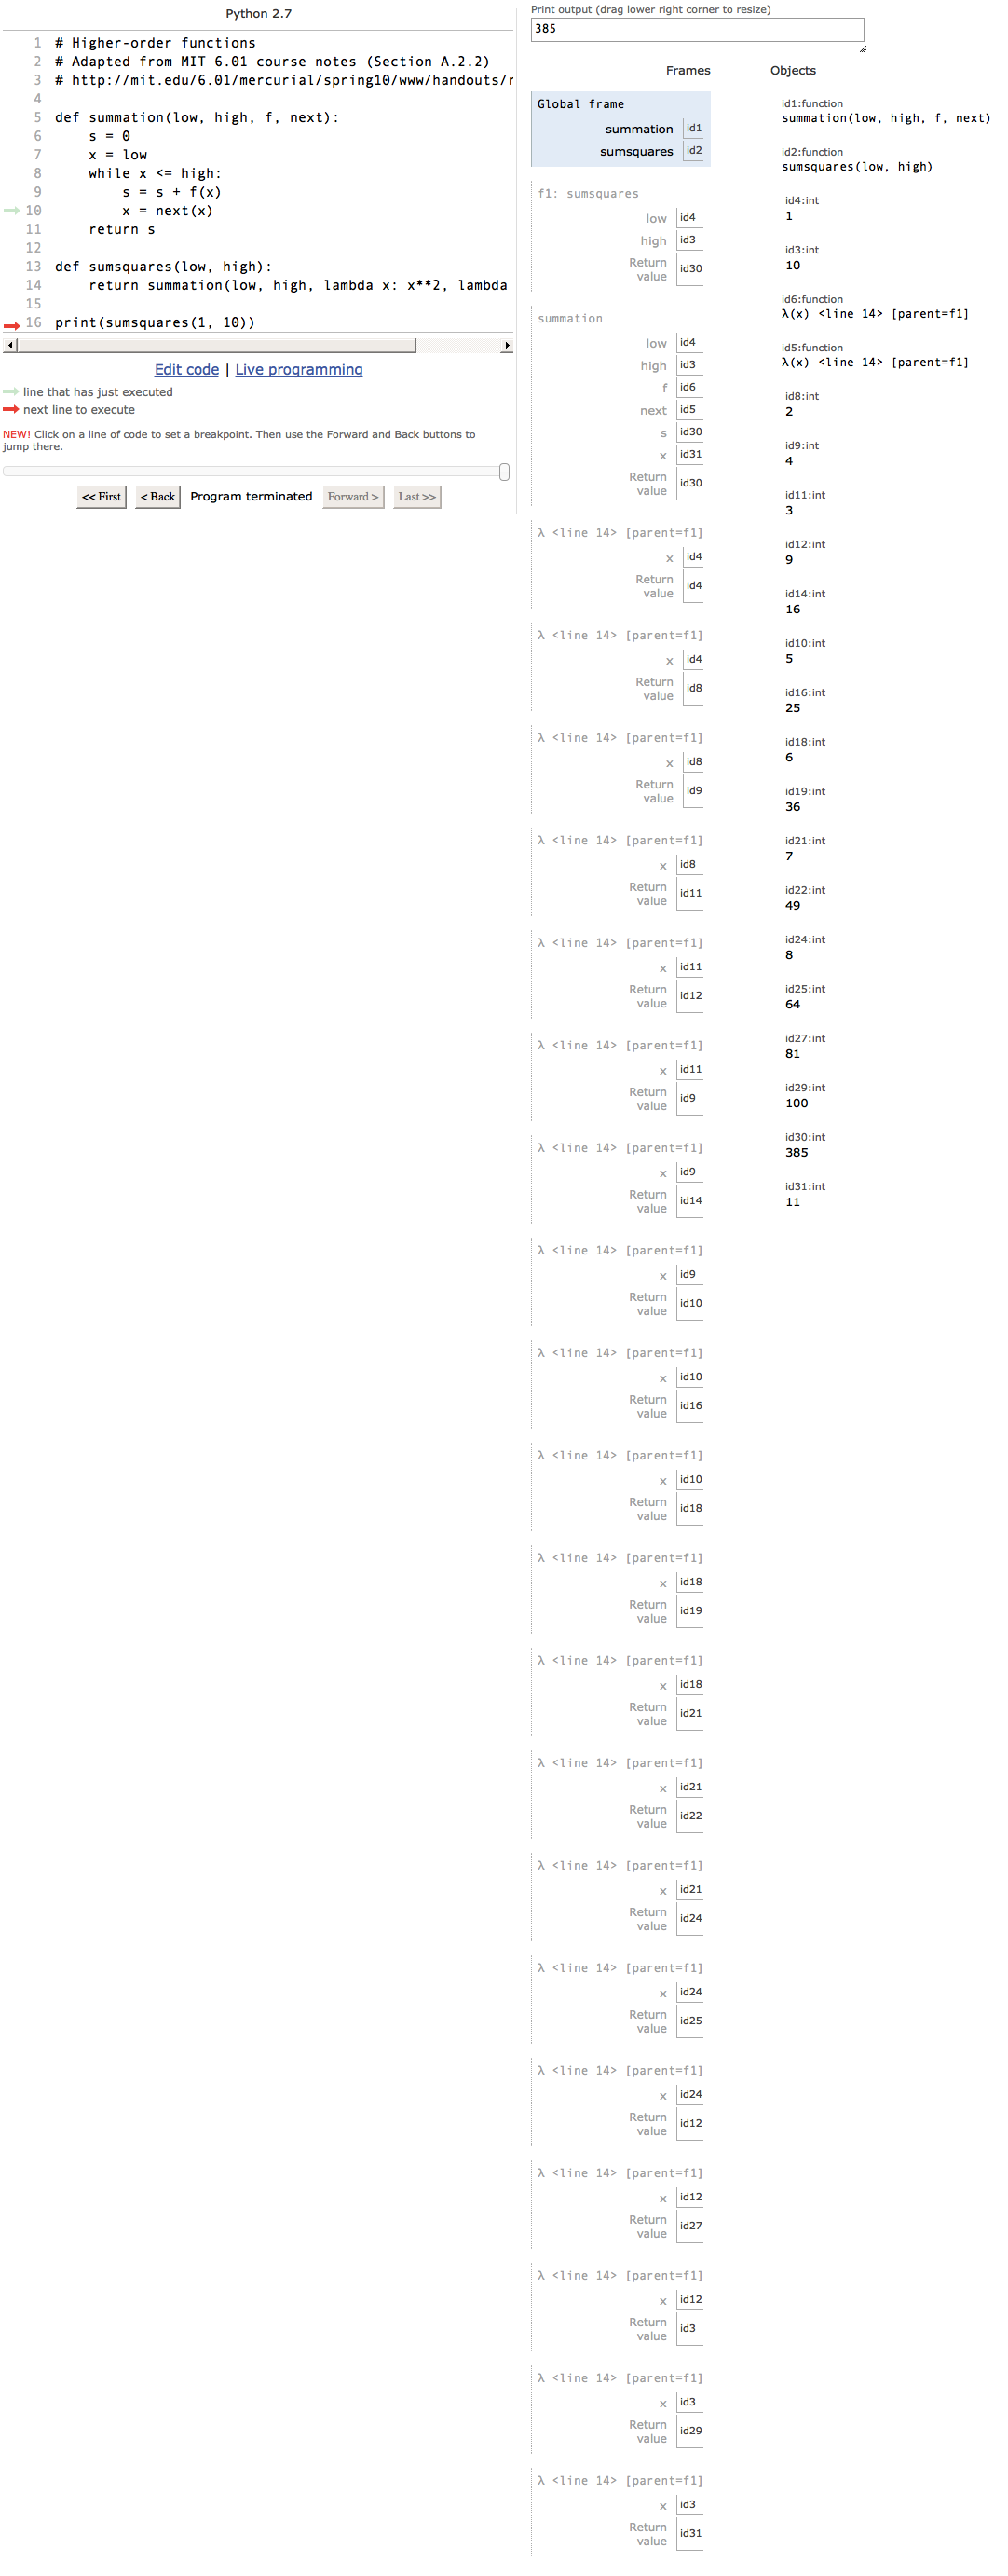 Python 2.7
1 # Higher-order functions
2 # Adapted from MIT 6.01 course notes (Section A.2.2)
3 # http://mit.edu/6.01/mercurial/spring10/www/handouts/r
4
5 def summation(low, high, f, next):
6     s = 0
7     x = low
8     while x <= high:
9         s = s + f(x)
10         x = next(x)
11     return s
12
13 def sumsquares(low, high):
14     return summation(low, high, lambda x: x**2, lambda
15
16 print(sumsquares(1, 10))
Edit code | Live programming
line that has just executed
next line to execute
NEW! Click on a line of code to set a breakpoint. Then use the Forward and Back buttons to
jump there.
<< First < Back Program terminated Forward > Last >>
Print output (drag lower right corner to resize)
385
Frames
Global frame
summation id1
sumsquares id2
f1: sumsquares
low id4
high id3
Return
value id30
summation
low id4
high id3
f id6
next id5
s id30
x id31
Return
value id30
λ <line 14> [parent=f1]
x id4
Return
value id4
λ <line 14> [parent=f1]
x id4
Return
value id8
λ <line 14> [parent=f1]
x id8
Return
value id9
λ <line 14> [parent=f1]
x id8
Return
value id11
λ <line 14> [parent=f1]
x id11
Return
value id12
λ <line 14> [parent=f1]
x id11
Return
value id9
λ <line 14> [parent=f1]
x id9
Return
value id14
λ <line 14> [parent=f1]
x id9
Return
value id10
λ <line 14> [parent=f1]
x id10
Return
value id16
λ <line 14> [parent=f1]
x id10
Return
value id18
λ <line 14> [parent=f1]
x id18
Return
value id19
λ <line 14> [parent=f1]
x id18
Return
value id21
λ <line 14> [parent=f1]
x id21
Return
value id22
λ <line 14> [parent=f1]
x id21
Return
value id24
λ <line 14> [parent=f1]
x id24
Return
value id25
λ <line 14> [parent=f1]
x id24
Return
value id12
λ <line 14> [parent=f1]
x id12
Return
value id27
λ <line 14> [parent=f1]
x id12
Return
value id3
λ <line 14> [parent=f1]
x id3
Return
value id29
λ <line 14> [parent=f1]
x id3
Return
value id31
Objects
id1:function
summation(low, high, f, next)
id2:function
sumsquares(low, high)
id4:int
1
id3:int
10
id6:function
λ(x) <line 14> [parent=f1]
id5:function
λ(x) <line 14> [parent=f1]
id8:int
2
id9:int
4
id11:int
3
id12:int
9
id14:int
16
id10:int
5
id16:int
25
id18:int
6
id19:int
36
id21:int
7
id22:int
49
id24:int
8
id25:int
64
id27:int
81
id29:int
100
id30:int
385
id31:int
11